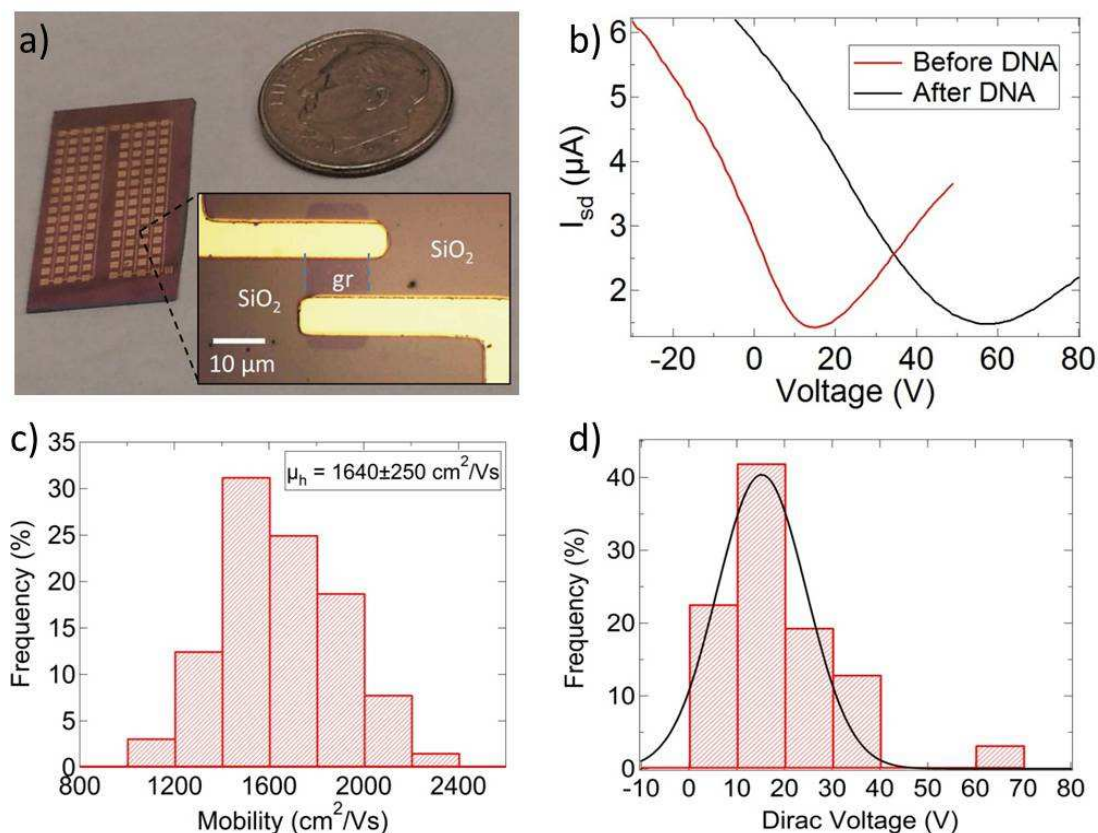 a)
SiO₂
gr
SiO₂
10 µm
b)
6
5
4
3
2
I_sd (µA)
Before DNA
After DNA
-20 0 20 40 60 80
Voltage (V)
c)
35
30
25
20
15
10
5
0
Frequency (%)
µ_h = 1640±250 cm²/Vs
800 1200 1600 2000 2400
Mobility (cm²/Vs)
d)
40
30
20
10
0
Frequency (%)
-10 0 10 20 30 40 50 60 70 80
Dirac Voltage (V)